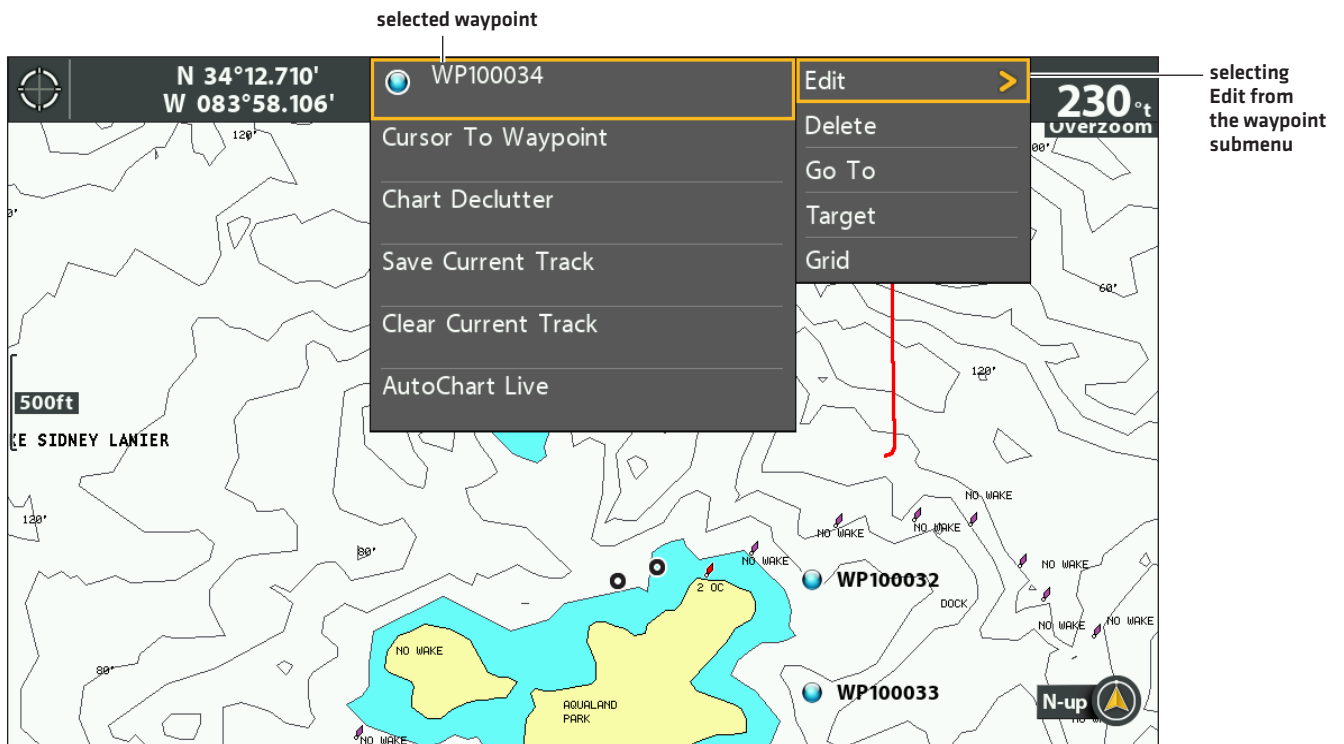 selected waypoint
N 34°12.710'
W 083°58.106'
WP100034
Cursor To Waypoint
Chart Declutter
Save Current Track
Clear Current Track
AutoChart Live
Edit >
Delete
Go To
Target
Grid
230°t
Overzoom
selecting
Edit from
the waypoint
submenu
120'
00'
0'
60'
120'
500ft
E SIDNEY LANIER
120'
80'
NO WAKE
NO WAKE
NO WAKE
NO WAKE
NO WAKE
2 OC
WP100032
DOCK
NO WAKE
NO WAKE
NO WAKE
80'
WP100033
AQUALAND
PARK
N-up
NO WAKE